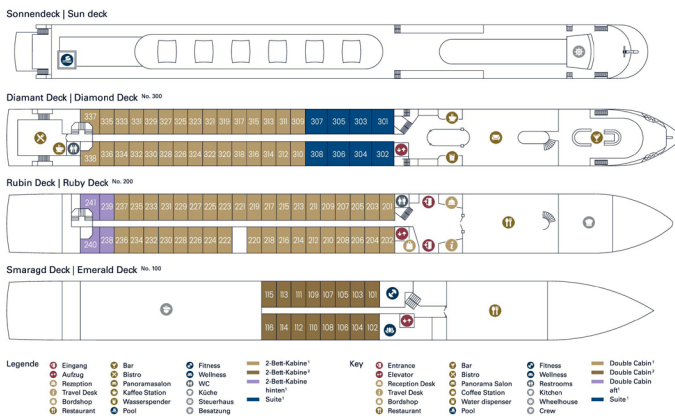 Sonnendeck | Sun deck
Diamant Deck | Diamond Deck No. 300
337 335 333 331 329 327 325 323 321 319 317 315 313 311 309 307 305 303 301
338 336 334 332 330 328 326 324 322 320 318 316 314 312 310 308 306 304 302
Rubin Deck | Ruby Deck No. 200
241 239 237 235 233 231 229 227 225 223 221 219 217 215 213 211 209 207 205 203 201
240 238 236 234 232 230 228 226 224 222 220 218 216 214 212 210 208 206 204 202
Smaragd Deck | Emerald Deck No. 100
115 113 111 109 107 105 103 101
116 114 112 110 108 106 104 102
Legende
Eingang
Aufzug
Rezeption
Travel Desk
Bordshop
Restaurant
Bar
Bistro
Panoramasalon
Kaffee Station
Wasserspender
Pool
Fitness
Wellness
WC
Küche
Steuerhaus
Besatzung
2-Bett-Kabine¹
2-Bett-Kabine²
2-Bett-Kabine
hinten¹
Suite¹
Key
Entrance
Elevator
Reception Desk
Travel Desk
Bordshop
Restaurant
Bar
Bistro
Panorama Salon
Coffee Station
Water dispenser
Pool
Fitness
Wellness
Restrooms
Kitchen
Wheelhouse
Crew
Double Cabin¹
Double Cabin²
Double Cabin
aft¹
Suite¹